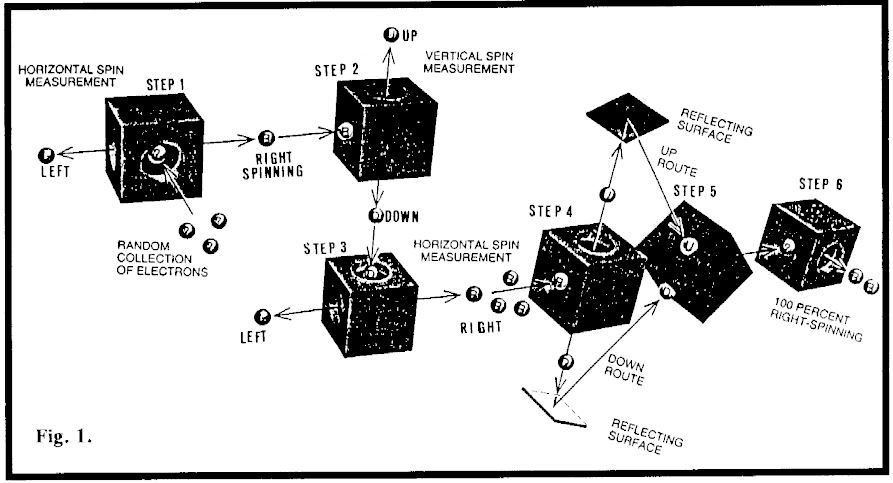 HORIZONTAL SPIN
MEASUREMENT
STEP 1
LEFT
?
?
?
?
RANDOM
COLLECTION
OF ELECTRONS
R
RIGHT
SPINNING
STEP 2
R
UP
VERTICAL SPIN
MEASUREMENT
DOWN
STEP 3
D
LEFT
HORIZONTAL SPIN
MEASUREMENT
R
R
R
R
RIGHT
STEP 4
R
U
D
REFLECTING
SURFACE
UP
ROUTE
STEP 5
U
D
DOWN
ROUTE
REFLECTING
SURFACE
STEP 6
?
R
R
100 PERCENT
RIGHT-SPINNING
Fig. 1.